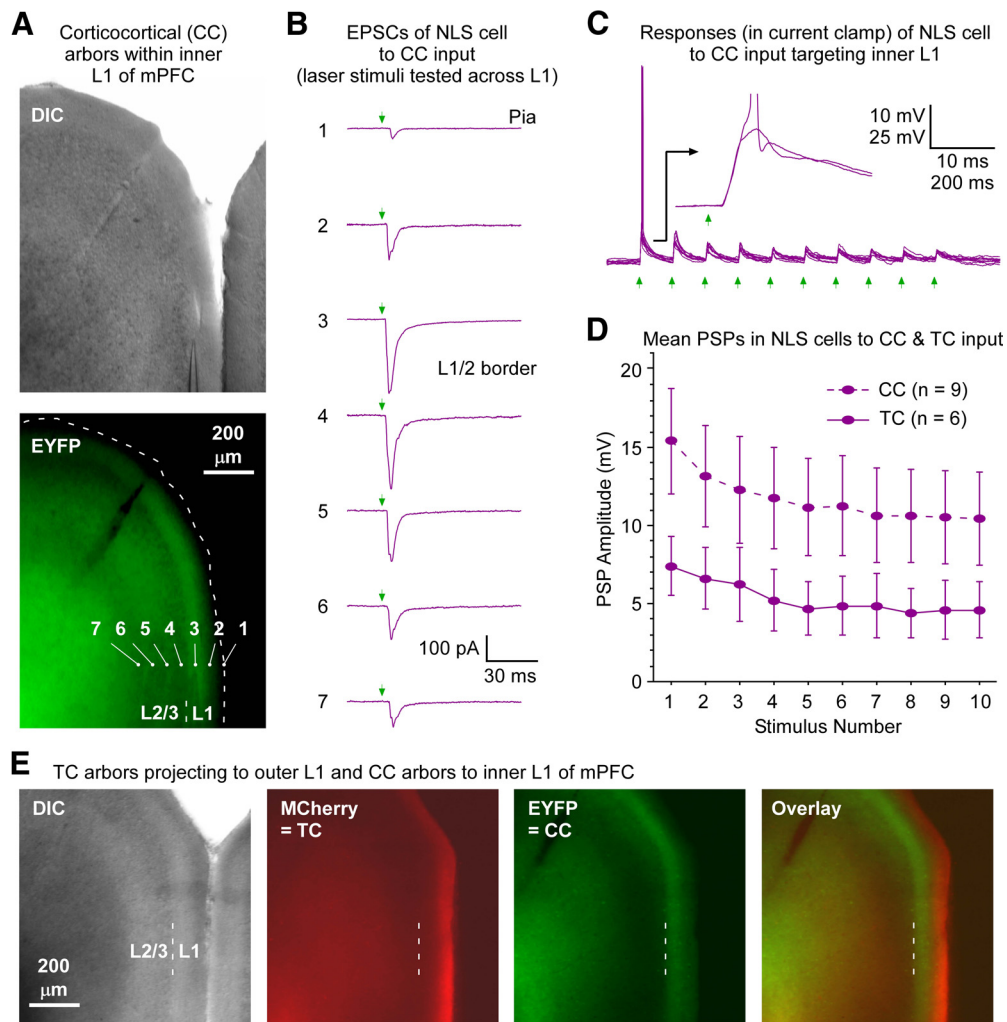 A
Corticocortical (CC)
arbors within inner
L1 of mPFC
DIC
EYFP
200
μm
7 6 5 4 3 2 1
L2/3 L1
B
EPSCs of NLS cell
to CC input
(laser stimuli tested across L1)
1
Pia
2
3
L1/2 border
4
5
6
100 pA
30 ms
7
C
Responses (in current clamp) of NLS cell
to CC input targeting inner L1
10 mV
25 mV
10 ms
200 ms
D
Mean PSPs in NLS cells to CC & TC input
20
15
10
5
0
PSP Amplitude (mV)
CC (n = 9)
TC (n = 6)
1 2 3 4 5 6 7 8 9 10
Stimulus Number
E
TC arbors projecting to outer L1 and CC arbors to inner L1 of mPFC
DIC
L2/3 L1
200
μm
MCherry
= TC
EYFP
=CC
Overlay